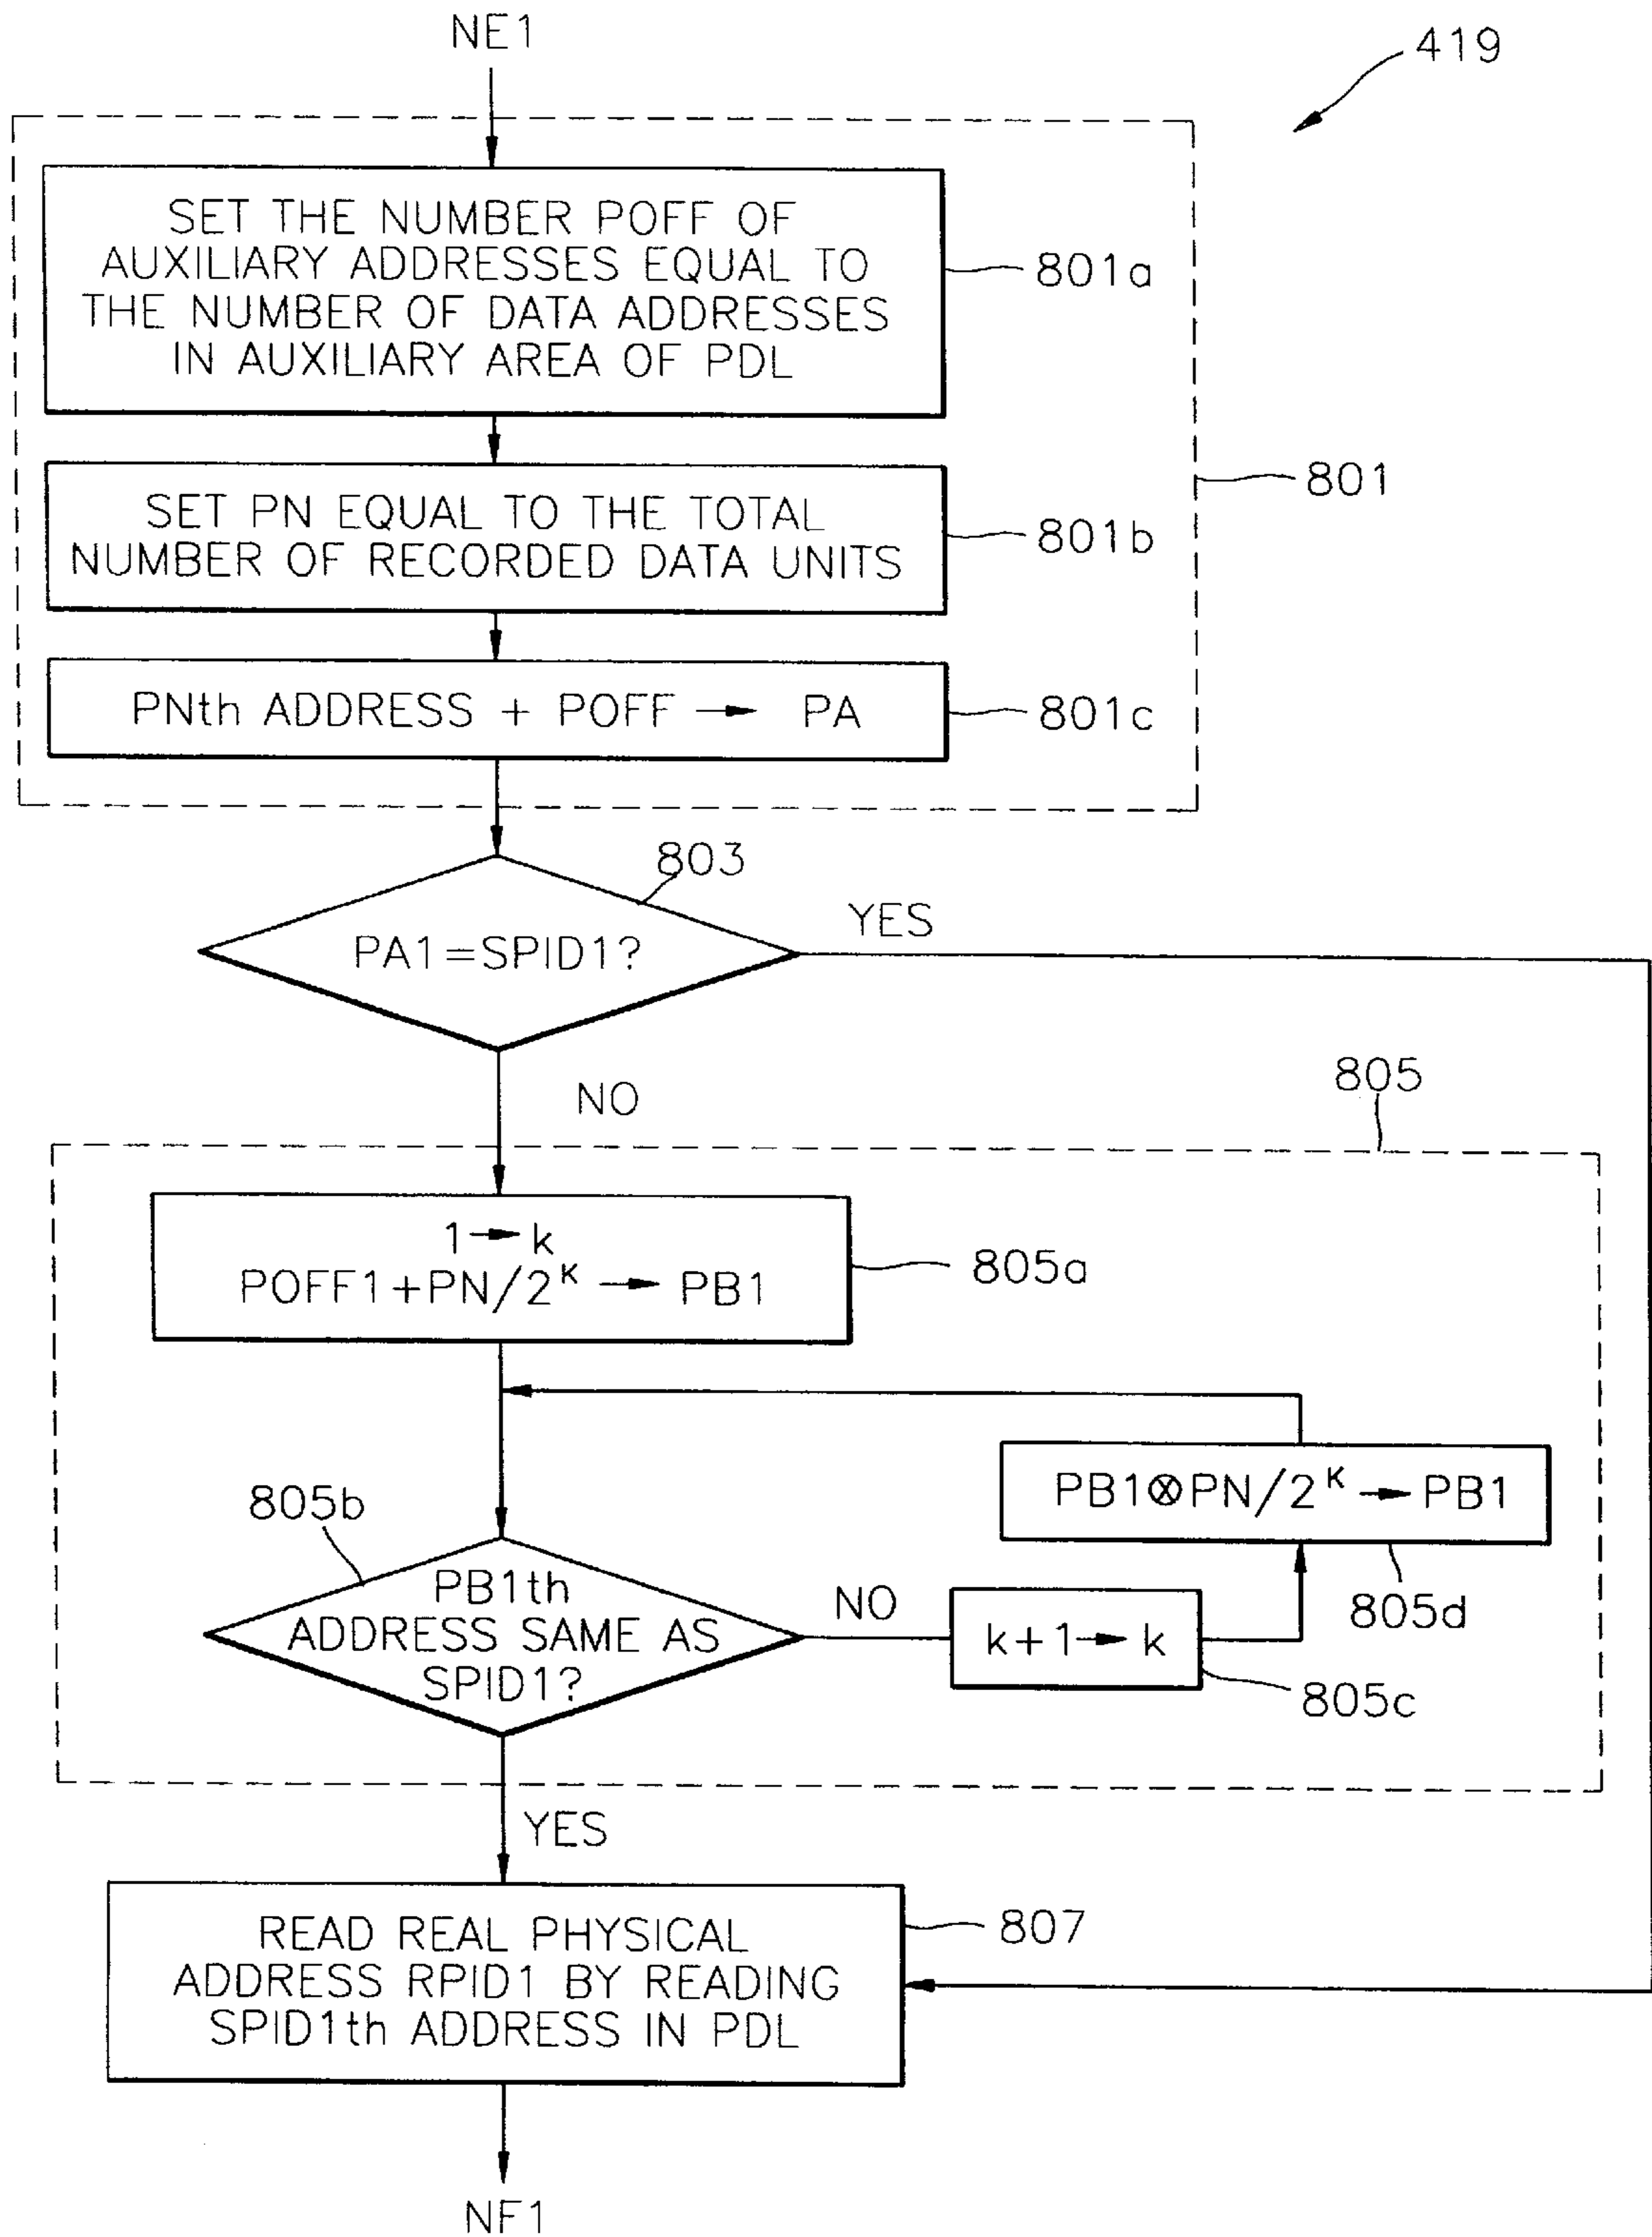 NE1
419
SET THE NUMBER POFF OF
AUXILIARY ADDRESSES EQUAL TO
THE NUMBER OF DATA ADDRESSES
IN AUXILIARY AREA OF PDL
801a
801
SET PN EQUAL TO THE TOTAL
NUMBER OF RECORDED DATA UNITS
801b
PNth ADDRESS + POFF → PA
801c
803
PA1=SPID1?
YES
NO
805
1→k
POFF1+PN/2^K → PB1
805a
PB1⊗PN/2^K → PB1
805d
805b
PB1th
ADDRESS SAME AS
SPID1?
NO
k+1→k
805c
YES
READ REAL PHYSICAL
ADDRESS RPID1 BY READING
SPID1th ADDRESS IN PDL
807
NF1